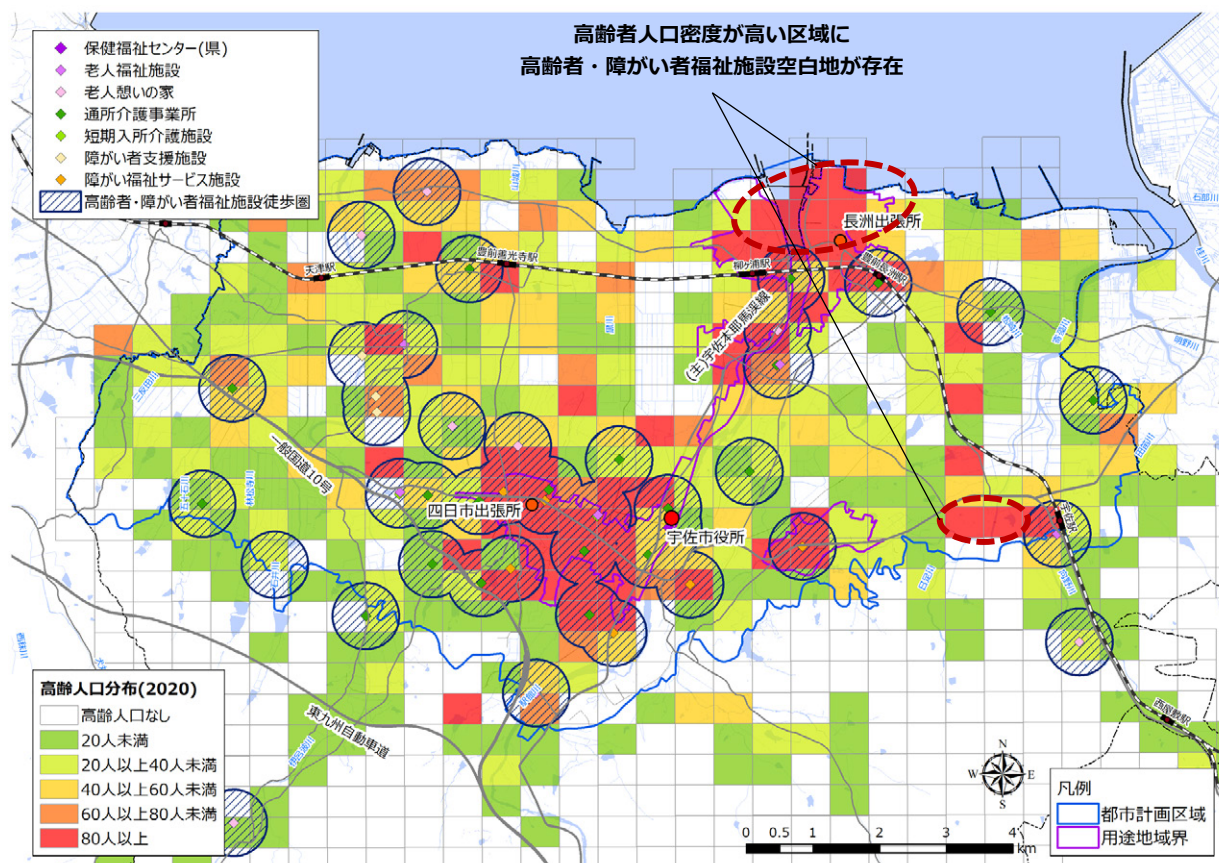 高齢者人口密度が高い区域に
高齢者・障がい者福祉施設空白地が存在
保健福祉センター(県)
老人福祉施設
老人憩いの家
通所介護事業所
短期入所介護施設
障がい者支援施設
障がい福祉サービス施設
高齢者・障がい者福祉施設徒歩圏
長洲出張所
天津駅
豊前善光寺駅
柳ヶ浦駅
豊前長洲駅
(主)宇佐本耶馬渓線
一般国道10号
四日市出張所
宇佐市役所
宇佐駅
西屋敷駅
東九州自動車道
高齢人口分布(2020)
高齢人口なし
20人未満
20人以上40人未満
40人以上60人未満
60人以上80人未満
80人以上
N
W
E
S
0 0.5 1 2 3 4
km
凡例
都市計画区域
用途地域界